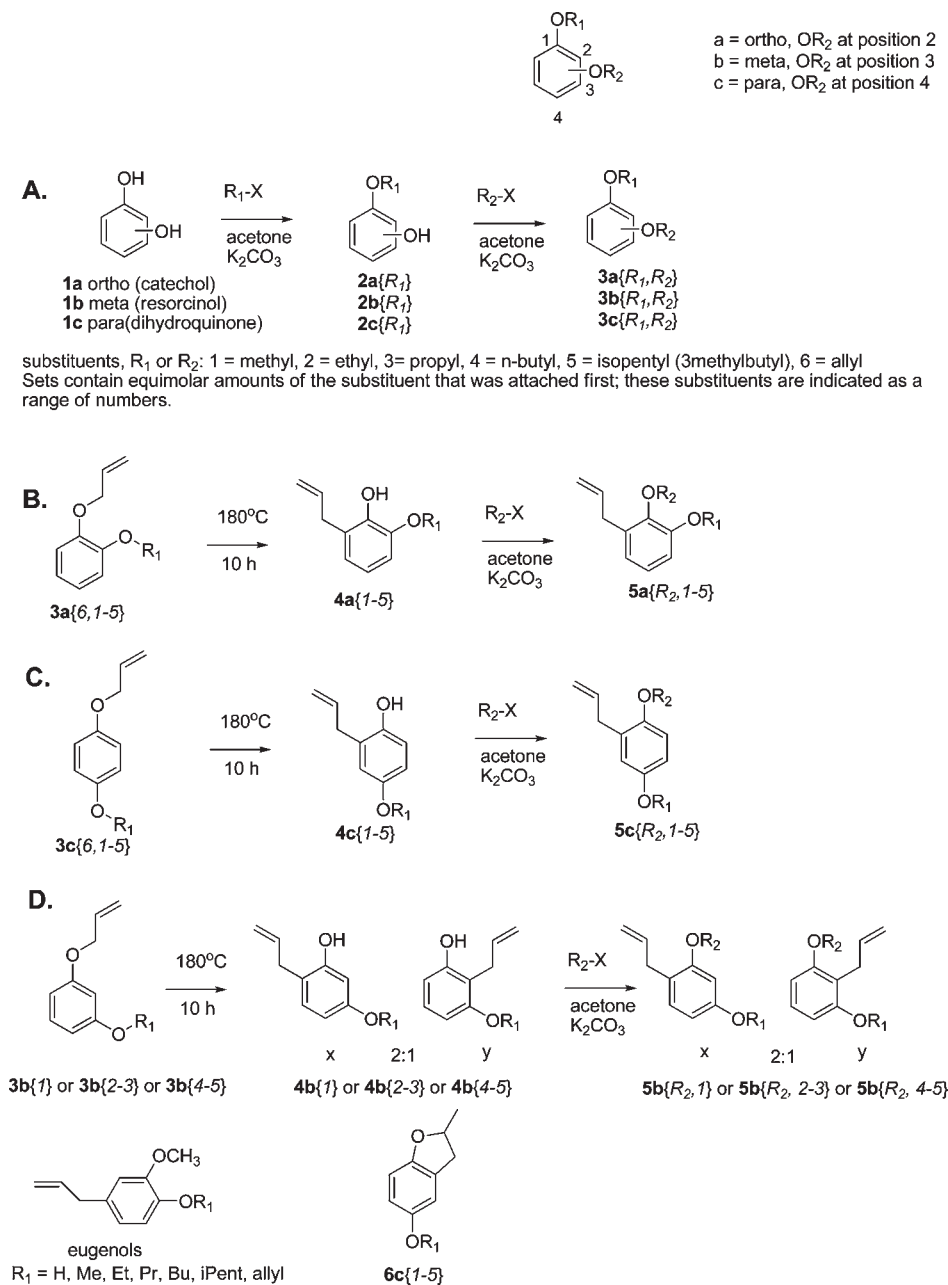 OR₁
1
2
OR₂
3
4
a = ortho, OR₂ at position 2
b = meta, OR₂ at position 3
c = para, OR₂ at position 4
A.
OH
OH
R₁-X
acetone
K₂CO₃
OR₁
OH
R₂-X
acetone
K₂CO₃
OR₁
OR₂
1a ortho (catechol)
1b meta (resorcinol)
1c para(dihydroquinone)
2a{R₁}
2b{R₁}
2c{R₁}
3a{R₁,R₂}
3b{R₁,R₂}
3c{R₁,R₂}
substituents, R₁ or R₂: 1 = methyl, 2 = ethyl, 3= propyl, 4 = n-butyl, 5 = isopentyl (3methylbutyl), 6 = allyl
Sets contain equimolar amounts of the substituent that was attached first; these substituents are indicated as a
range of numbers.
B.
O
O
R₁
3a{6,1-5}
180°C
10 h
OH
OR₁
4a{1-5}
R₂-X
acetone
K₂CO₃
OR₂
OR₁
5a{R₂,1-5}
C.
O
O
R₁
3c{6,1-5}
180°C
10 h
OH
OR₁
4c{1-5}
R₂-X
acetone
K₂CO₃
OR₂
OR₁
5c{R₂,1-5}
D.
O
O
R₁
180°C
10 h
OH
OR₁
OH
OR₁
x 2:1 y
R₂-X
acetone
K₂CO₃
OR₂
OR₁
OR₂
OR₁
x 2:1 y
3b{1} or 3b{2-3} or 3b{4-5}
4b{1} or 4b{2-3} or 4b{4-5}
5b{R₂,1} or 5b{R₂, 2-3} or 5b{R₂, 4-5}
OCH₃
OR₁
eugenols
R₁ = H, Me, Et, Pr, Bu, iPent, allyl
O
OR₁
6c{1-5}